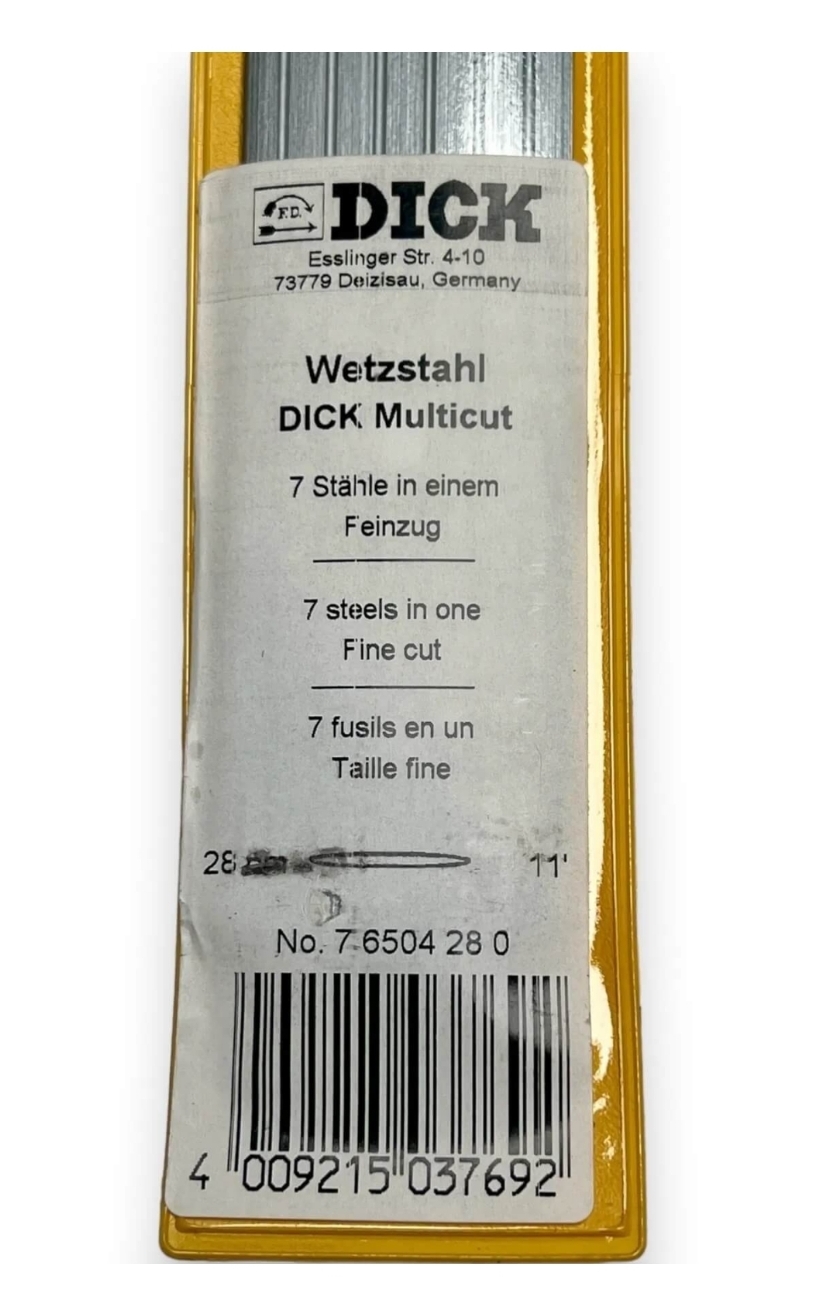 F.D. DICK
Esslinger Str. 4-10
73779 Deizisau, Germany
Wetzstahl
DICK Multicut
7 Stähle in einem
Feinzug
7 steels in one
Fine cut
7 fusils en un
Taille fine
28 cm 11"
No. 7 6504 28 0
4 009215 037692